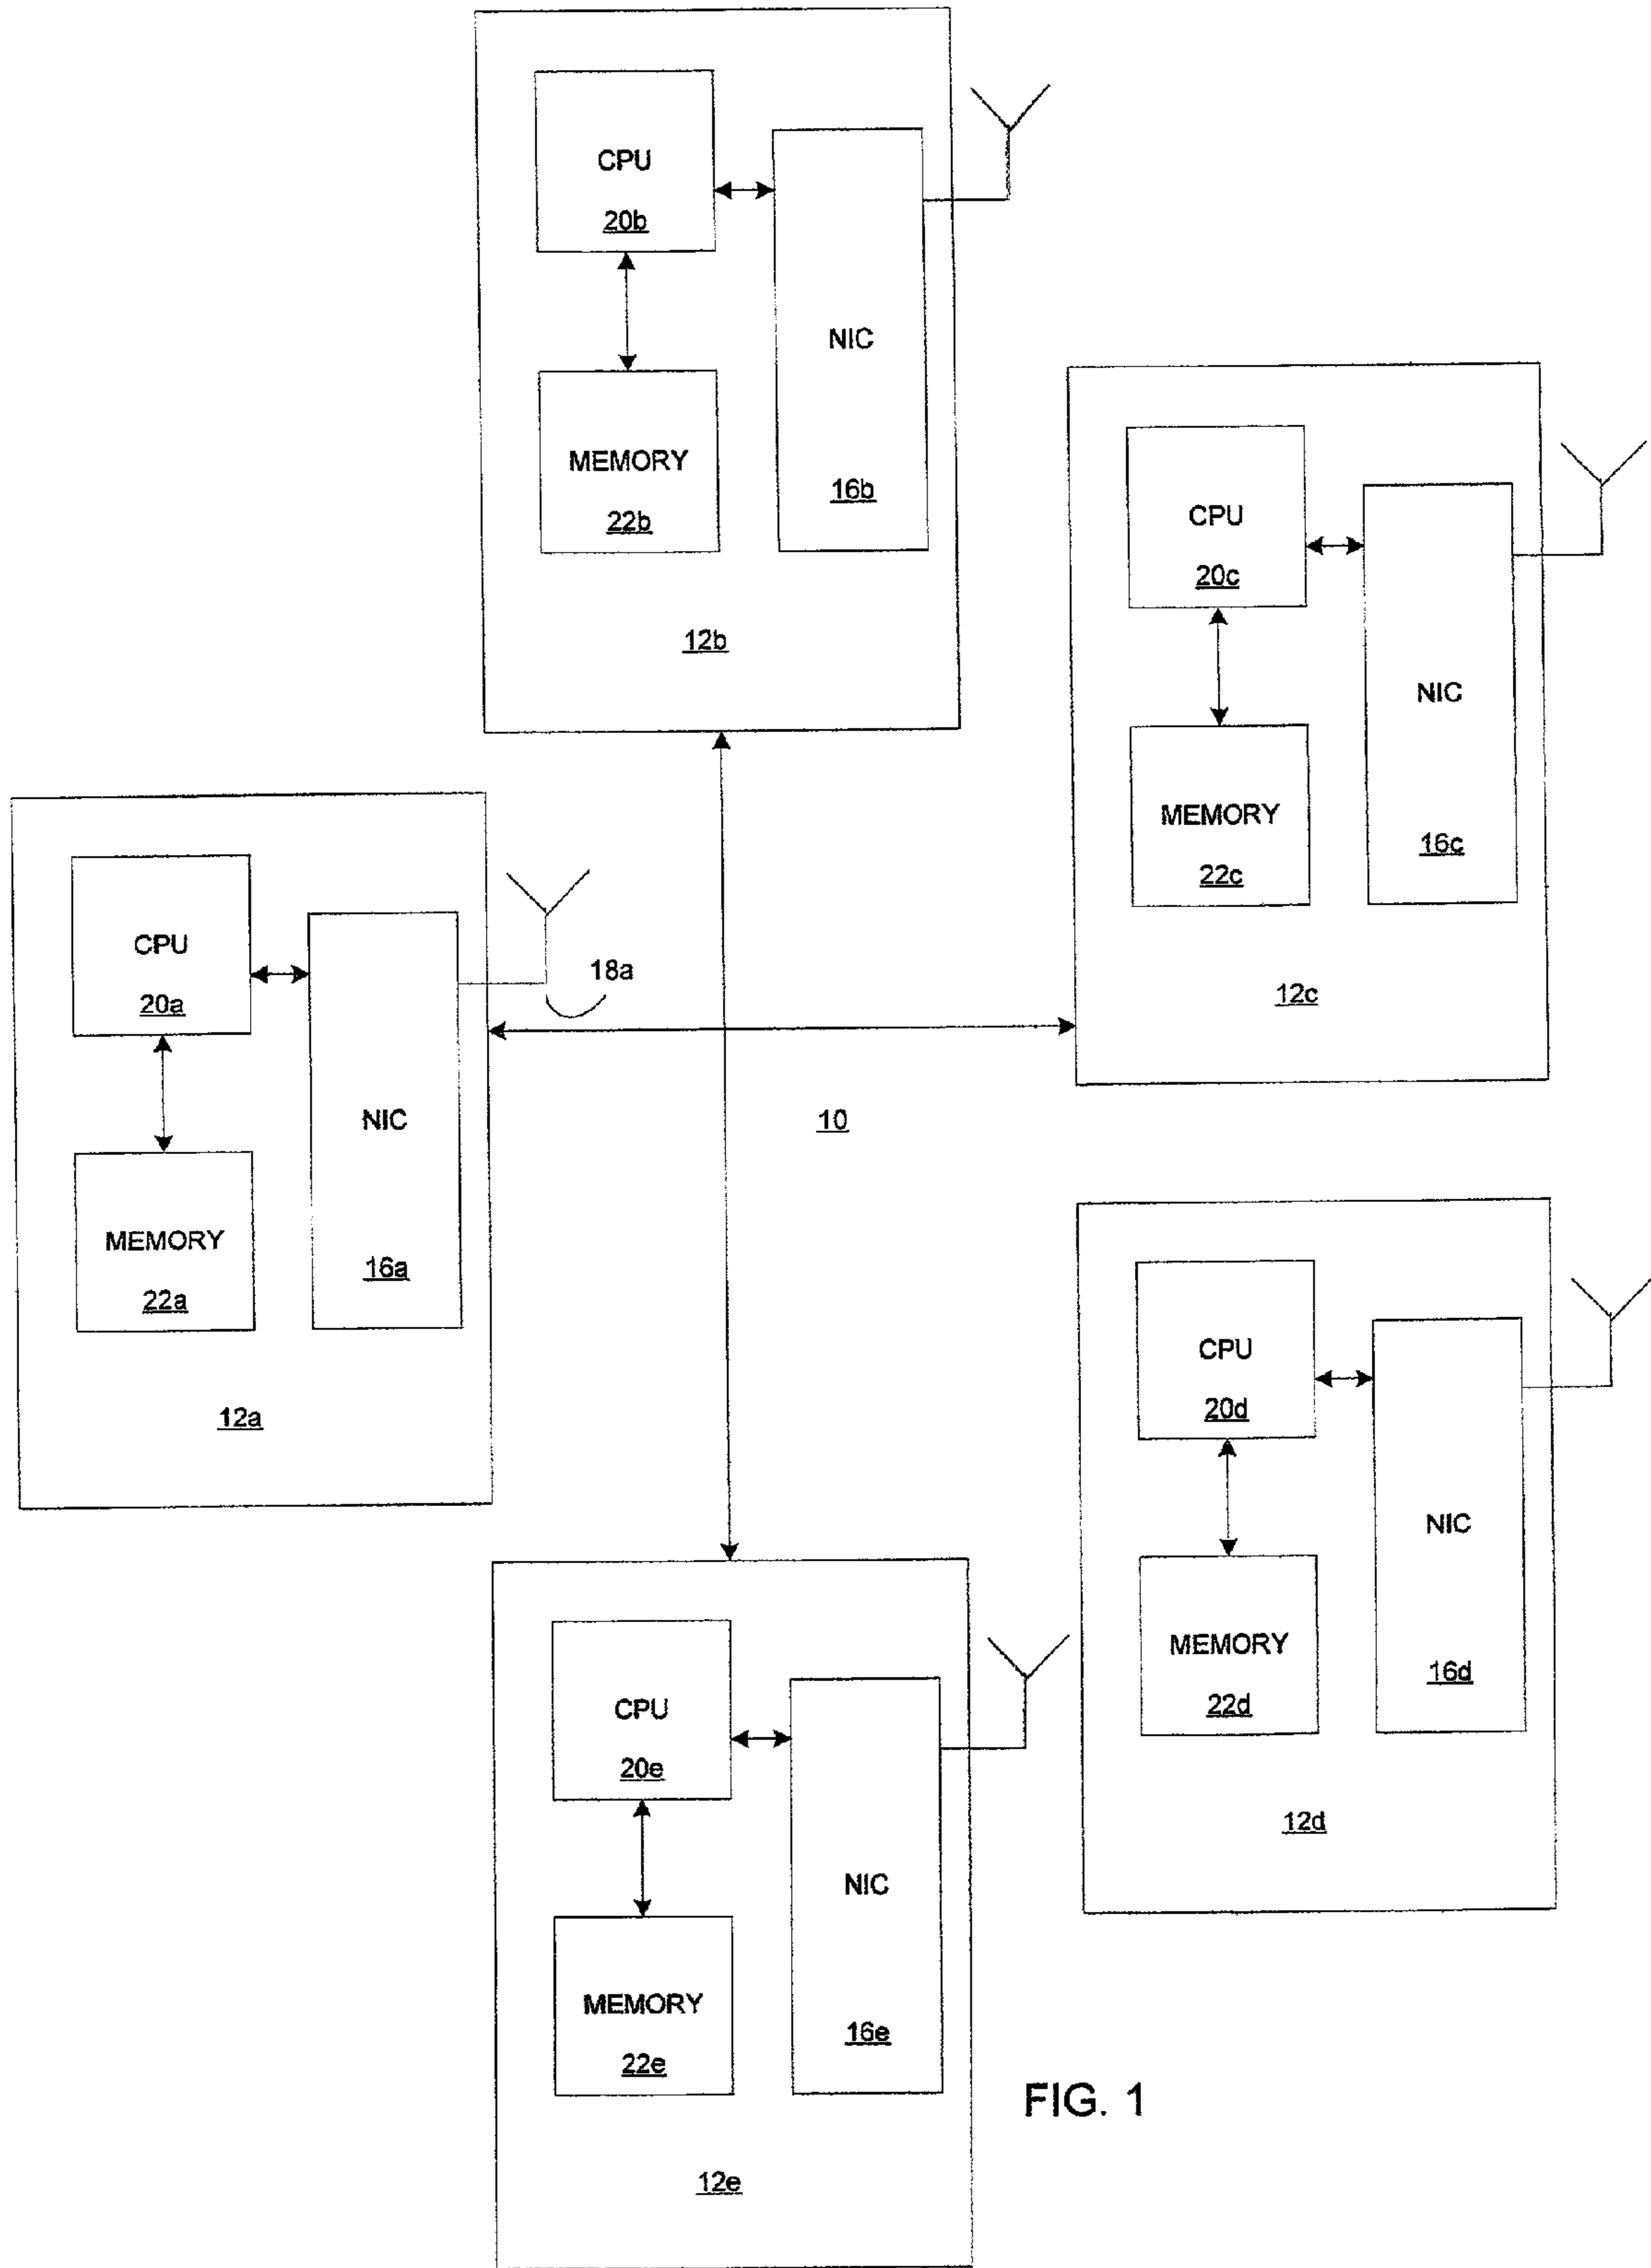 CPU
20b
NIC
MEMORY
16b
22b
12b
CPU
20c
NIC
MEMORY
16c
22c
12c
CPU
20a
18a
NIC
MEMORY
16a
22a
12a
10
CPU
20d
NIC
MEMORY
16d
22d
12d
CPU
20e
NIC
MEMORY
16e
22e
12e
FIG. 1